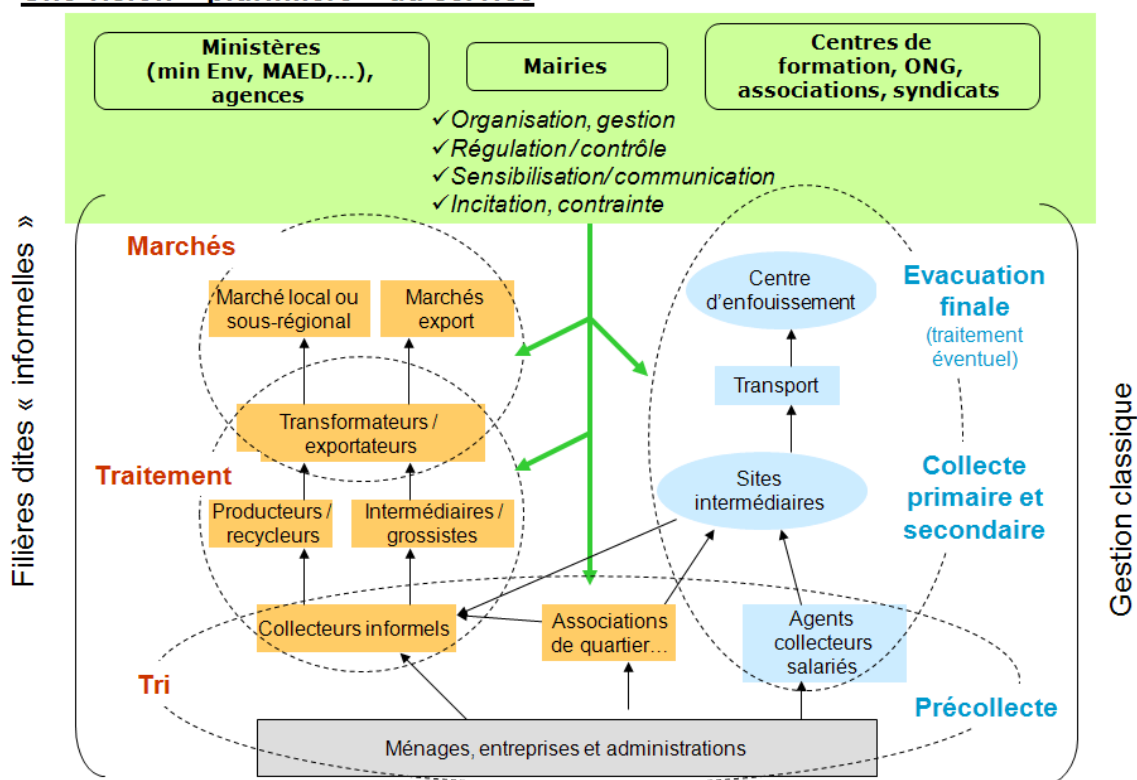 Ministères
(min Env, MAED,...),
agences
Mairies
Centres de
formation, ONG,
associations, syndicats
✓Organisation, gestion
✓Régulation / contrôle
✓Sensibilisation/ communication
✓Incitation, contrainte
Filières dites « informelles »
Marchés
Marché local ou
sous-régional
Marchés
export
Centre
d'enfouissement
Evacuation
finale
(traitement
éventuel)
Transport
Transformateurs /
exportateurs
Traitement
Producteurs /
recycleurs
Intermédiaires /
grossistes
Sites
intermédiaires
Collecte
primaire et
secondaire
Gestion classique
Collecteurs informels
Associations
de quartier...
Agents
collecteurs
salariés
Tri
Précollecte
Ménages, entreprises et administrations